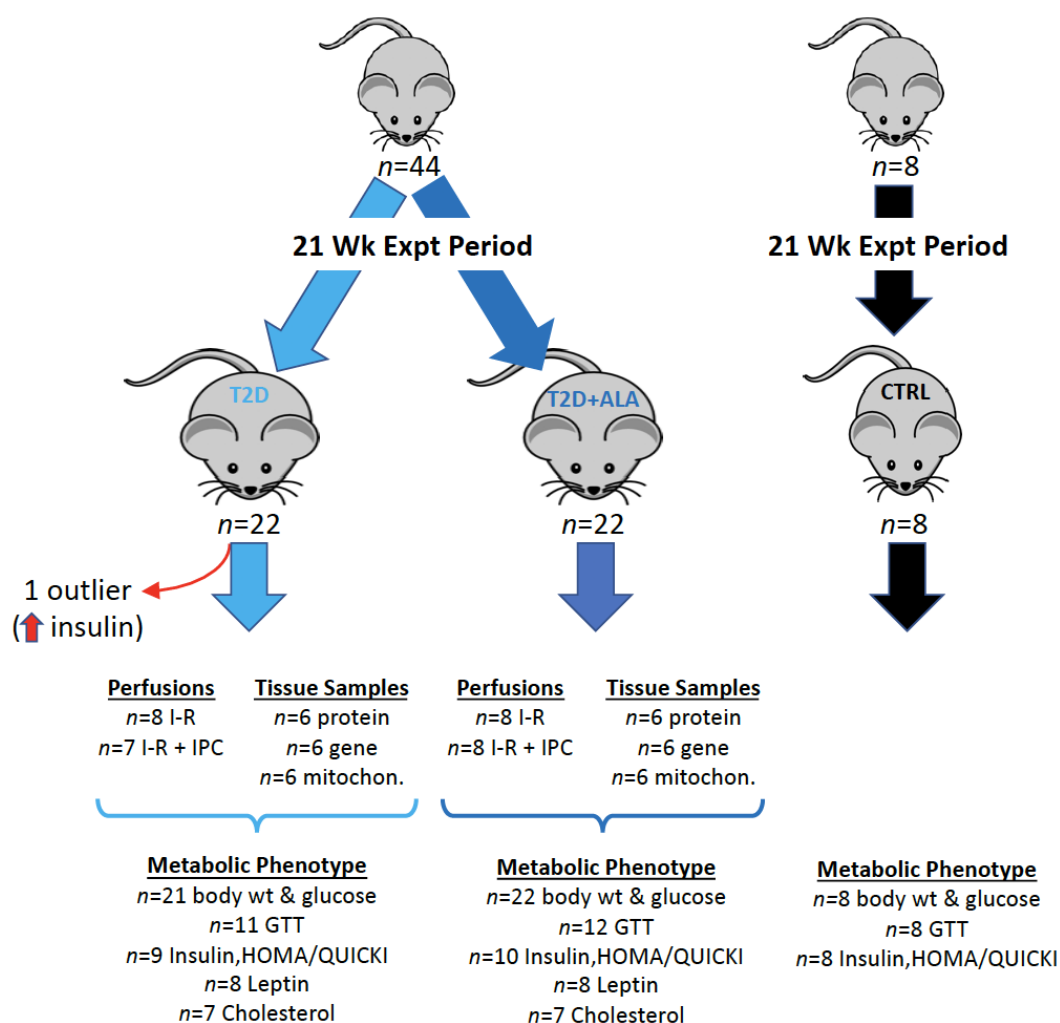 n=44
n=8
21 Wk Expt Period
21 Wk Expt Period
T2D
T2D+ALA
CTRL
n=22
n=22
n=8
1 outlier
(⬆ insulin)
Perfusions
n=8 I-R
n=7 I-R + IPC
Tissue Samples
n=6 protein
n=6 gene
n=6 mitochon.
Perfusions
n=8 I-R
n=8 I-R + IPC
Tissue Samples
n=6 protein
n=6 gene
n=6 mitochon.
Metabolic Phenotype
n=21 body wt & glucose
n=11 GTT
n=9 Insulin,HOMA/QUICKI
n=8 Leptin
n=7 Cholesterol
Metabolic Phenotype
n=22 body wt & glucose
n=12 GTT
n=10 Insulin,HOMA/QUICKI
n=8 Leptin
n=7 Cholesterol
Metabolic Phenotype
n=8 body wt & glucose
n=8 GTT
n=8 Insulin,HOMA/QUICKI